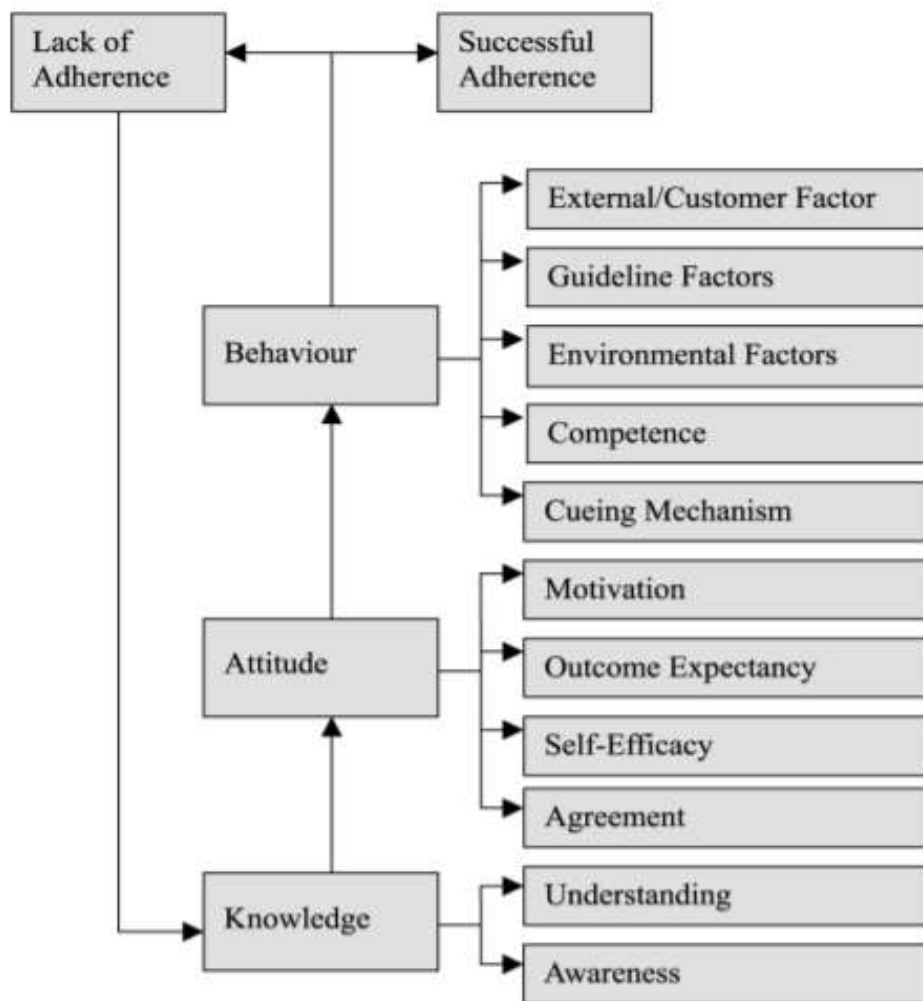 Lack of
Adherence
Successful
Adherence
External/Customer Factor
Guideline Factors
Behaviour
Environmental Factors
Competence
Cueing Mechanism
Motivation
Attitude
Outcome Expectancy
Self-Efficacy
Agreement
Understanding
Knowledge
Awareness